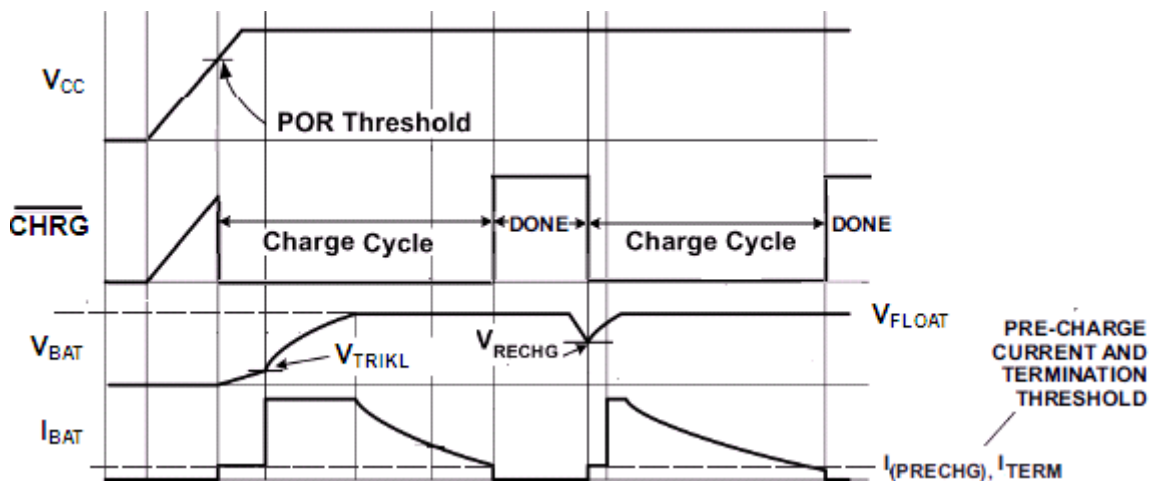 VCC
POR Threshold
CHRG
Charge Cycle
DONE
Charge Cycle
DONE
VBAT
VTRIKL
VRECHG
VFLOAT
PRE-CHARGE
CURRENT AND
TERMINATION
THRESHOLD
IBAT
I(PRECHG), ITERM